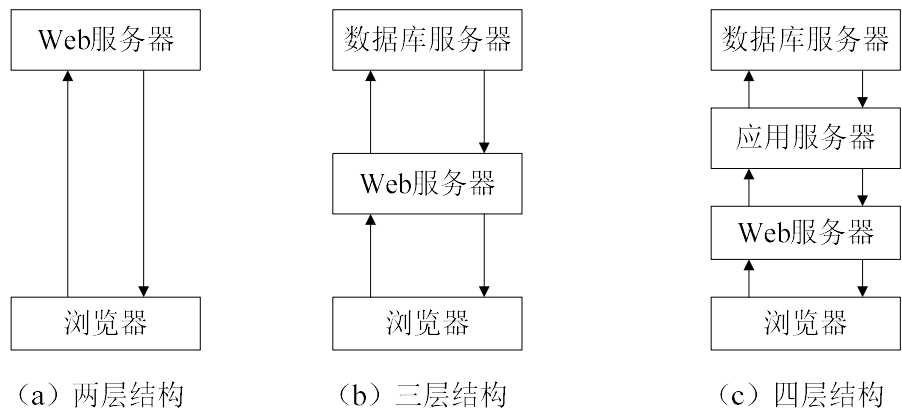 Web服务器
浏览器
（a）两层结构
数据库服务器
Web服务器
浏览器
（b）三层结构
数据库服务器
应用服务器
Web服务器
浏览器
（c）四层结构